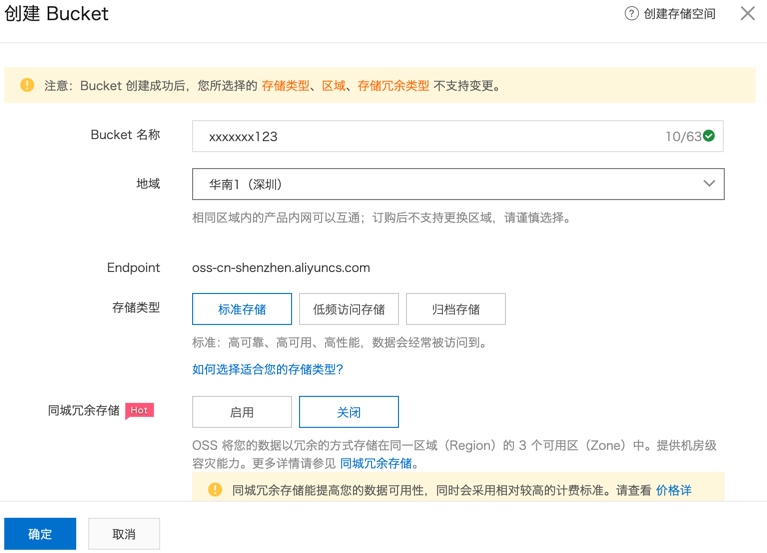 创建 Bucket
? 创建存储空间
注意：Bucket 创建成功后，您所选择的 存储类型、区域、存储冗余类型 不支持变更。
Bucket 名称
xxxxxxx123
10/63
地域
华南1（深圳）
相同区域内的产品内网可以互通；订购后不支持更换区域，请谨慎选择。
Endpoint
oss-cn-shenzhen.aliyuncs.com
存储类型
标准存储
低频访问存储
归档存储
标准：高可靠、高可用、高性能，数据会经常被访问到。
如何选择适合您的存储类型?
同城冗余存储
Hot
启用
关闭
OSS 将您的数据以冗余的方式存储在同一区域（Region）的 3 个可用区（Zone）中。提供机房级
容灾能力。更多详情请参见 同城冗余存储。
同城冗余存储能提高您的数据可用性，同时会采用相对较高的计费标准。请查看 价格详
确定
取消